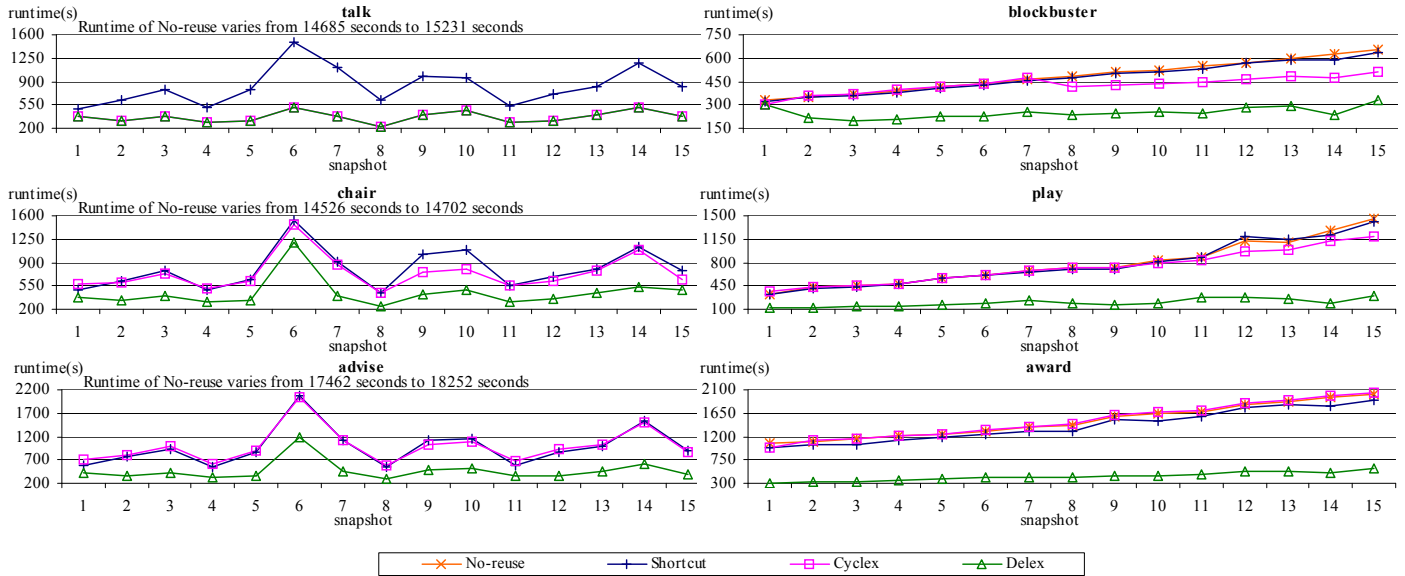 talk
runtime(s)
Runtime of No-reuse varies from 14685 seconds to 15231 seconds
1600
1250
900
550
200
1 2 3 4 5 6 7 8 9 10 11 12 13 14 15
snapshot
blockbuster
runtime(s)
750
600
450
300
150
1 2 3 4 5 6 7 8 9 10 11 12 13 14 15
snapshot
chair
runtime(s)
Runtime of No-reuse varies from 14526 seconds to 14702 seconds
1600
1250
900
550
200
1 2 3 4 5 6 7 8 9 10 11 12 13 14 15
snapshot
play
runtime(s)
1500
1150
800
450
100
1 2 3 4 5 6 7 8 9 10 11 12 13 14 15
snapshot
advise
runtime(s)
Runtime of No-reuse varies from 17462 seconds to 18252 seconds
2200
1700
1200
700
200
1 2 3 4 5 6 7 8 9 10 11 12 13 14 15
snapshot
award
runtime(s)
2100
1650
1200
750
300
1 2 3 4 5 6 7 8 9 10 11 12 13 14 15
snapshot
No-reuse Shortcut Cyclex Delex